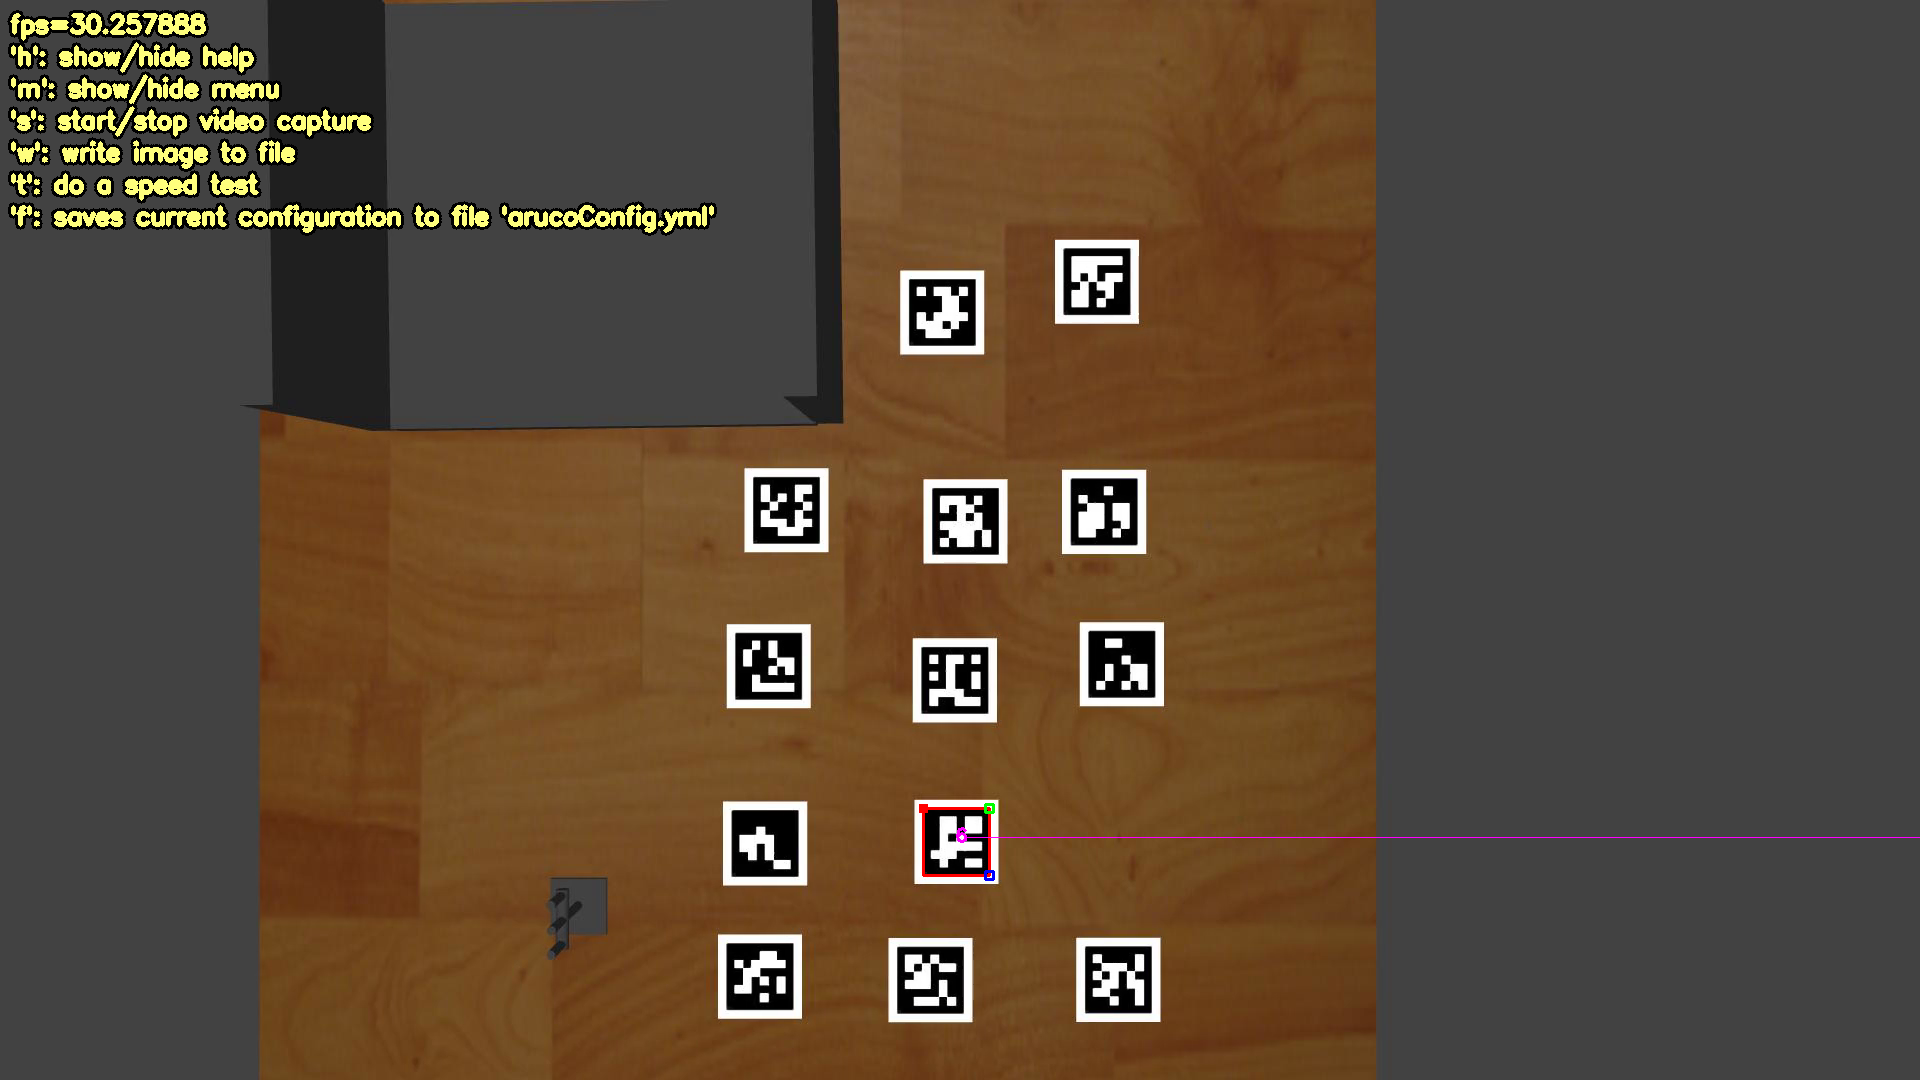 fps=30.257888
'h': show/hide help
'm': show/hide menu
's': start/stop video capture
'w': write image to file
't': do a speed test
'f': saves current configuration to file 'arucoConfig.yml'
6